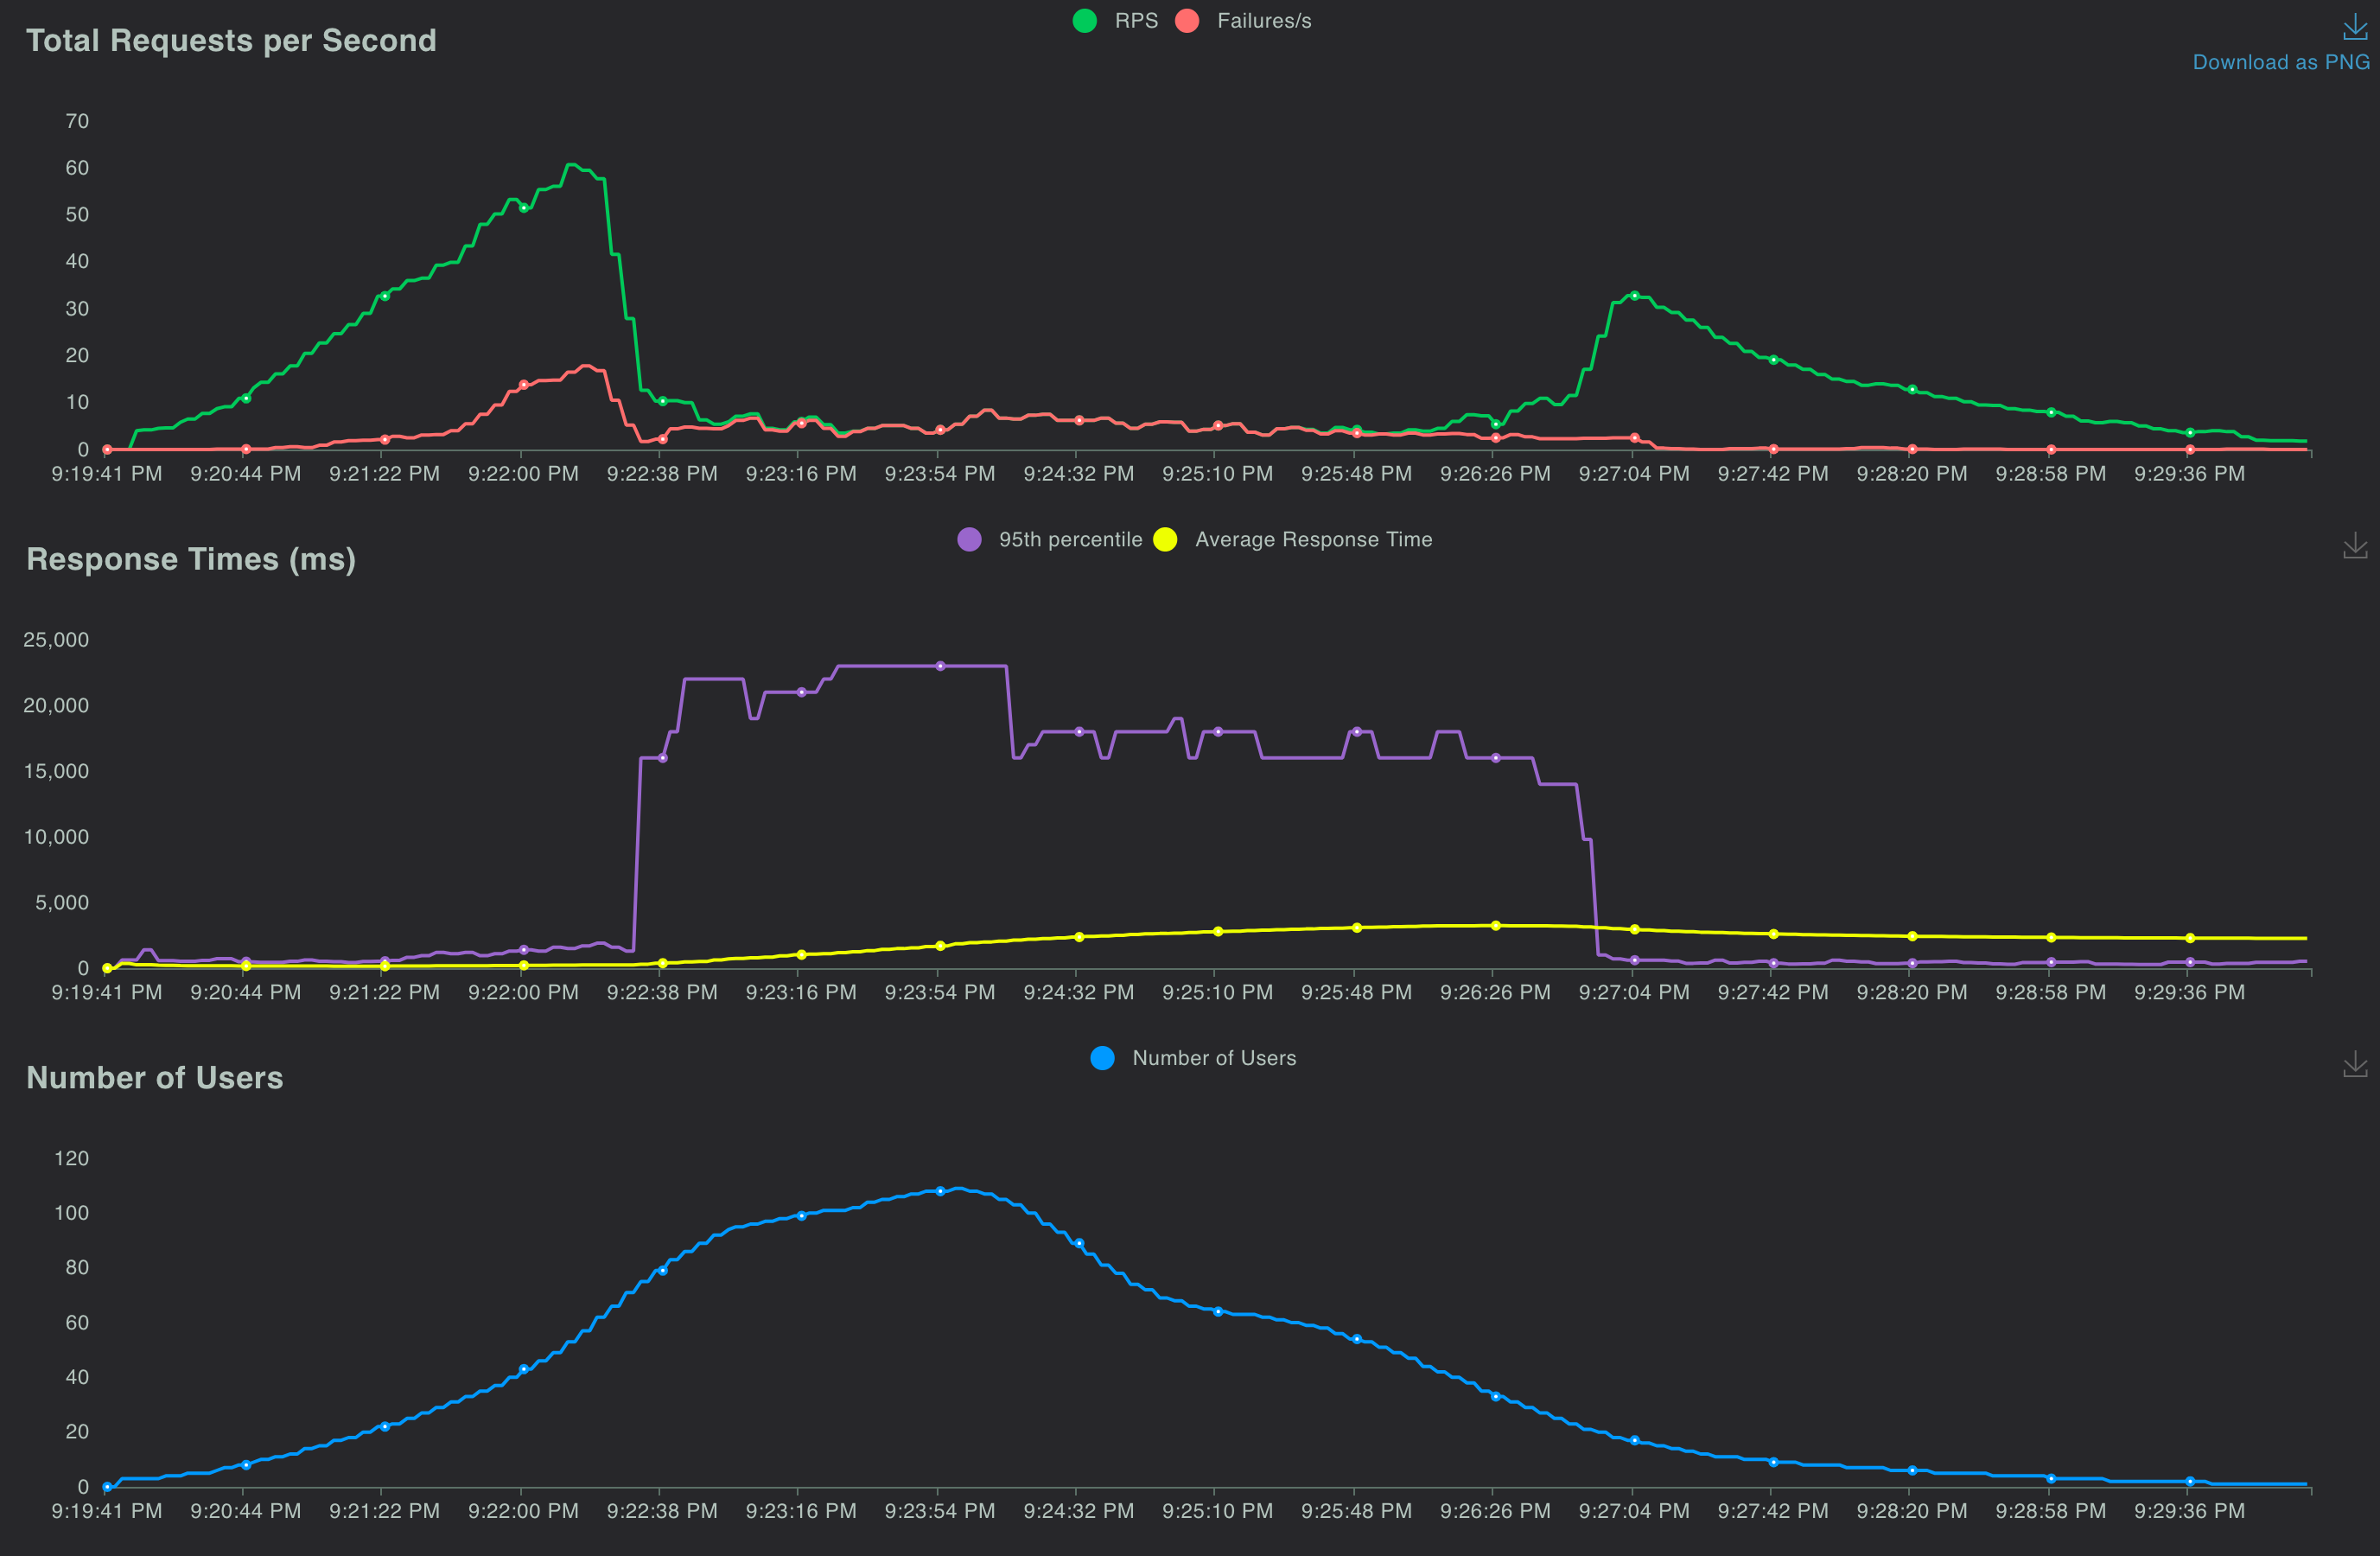 RPS Failures/s
Total Requests per Second
Download as PNG
70
60
50
40
30
20
10
0
9:19:41 PM 9:20:44 PM 9:21:22 PM 9:22:00 PM 9:22:38 PM 9:23:16 PM 9:23:54 PM 9:24:32 PM 9:25:10 PM 9:25:48 PM 9:26:26 PM 9:27:04 PM 9:27:42 PM 9:28:20 PM 9:28:58 PM 9:29:36 PM
95th percentile Average Response Time
Response Times (ms)
25,000
20,000
15,000
10,000
5,000
0
9:19:41 PM 9:20:44 PM 9:21:22 PM 9:22:00 PM 9:22:38 PM 9:23:16 PM 9:23:54 PM 9:24:32 PM 9:25:10 PM 9:25:48 PM 9:26:26 PM 9:27:04 PM 9:27:42 PM 9:28:20 PM 9:28:58 PM 9:29:36 PM
Number of Users
Number of Users
120
100
80
60
40
20
0
9:19:41 PM 9:20:44 PM 9:21:22 PM 9:22:00 PM 9:22:38 PM 9:23:16 PM 9:23:54 PM 9:24:32 PM 9:25:10 PM 9:25:48 PM 9:26:26 PM 9:27:04 PM 9:27:42 PM 9:28:20 PM 9:28:58 PM 9:29:36 PM